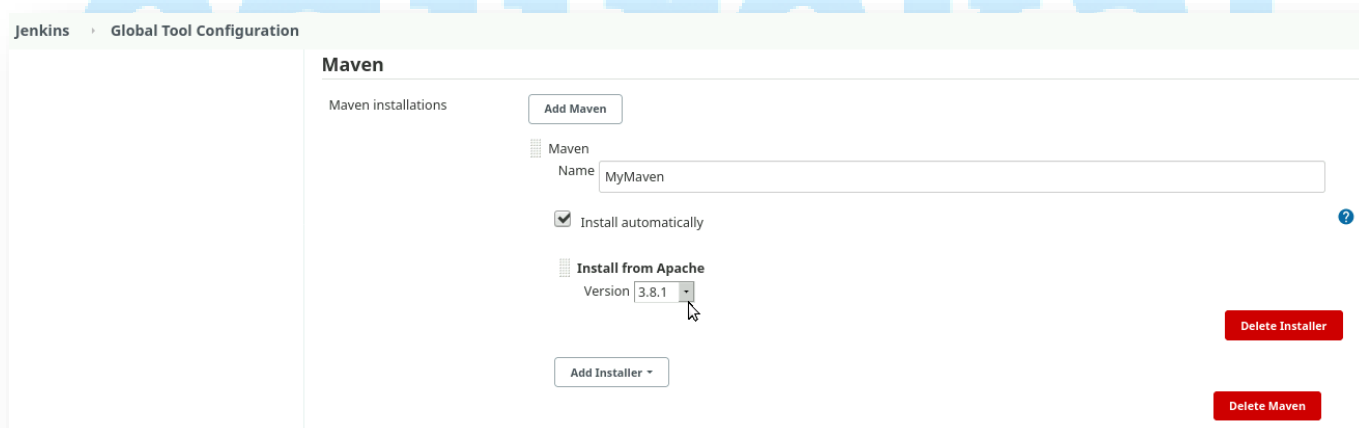 Jenkins › Global Tool Configuration
Maven
Maven installations
Add Maven
Maven
Name MyMaven
Install automatically
?
Install from Apache
Version 3.8.1
Delete Installer
Add Installer
Delete Maven